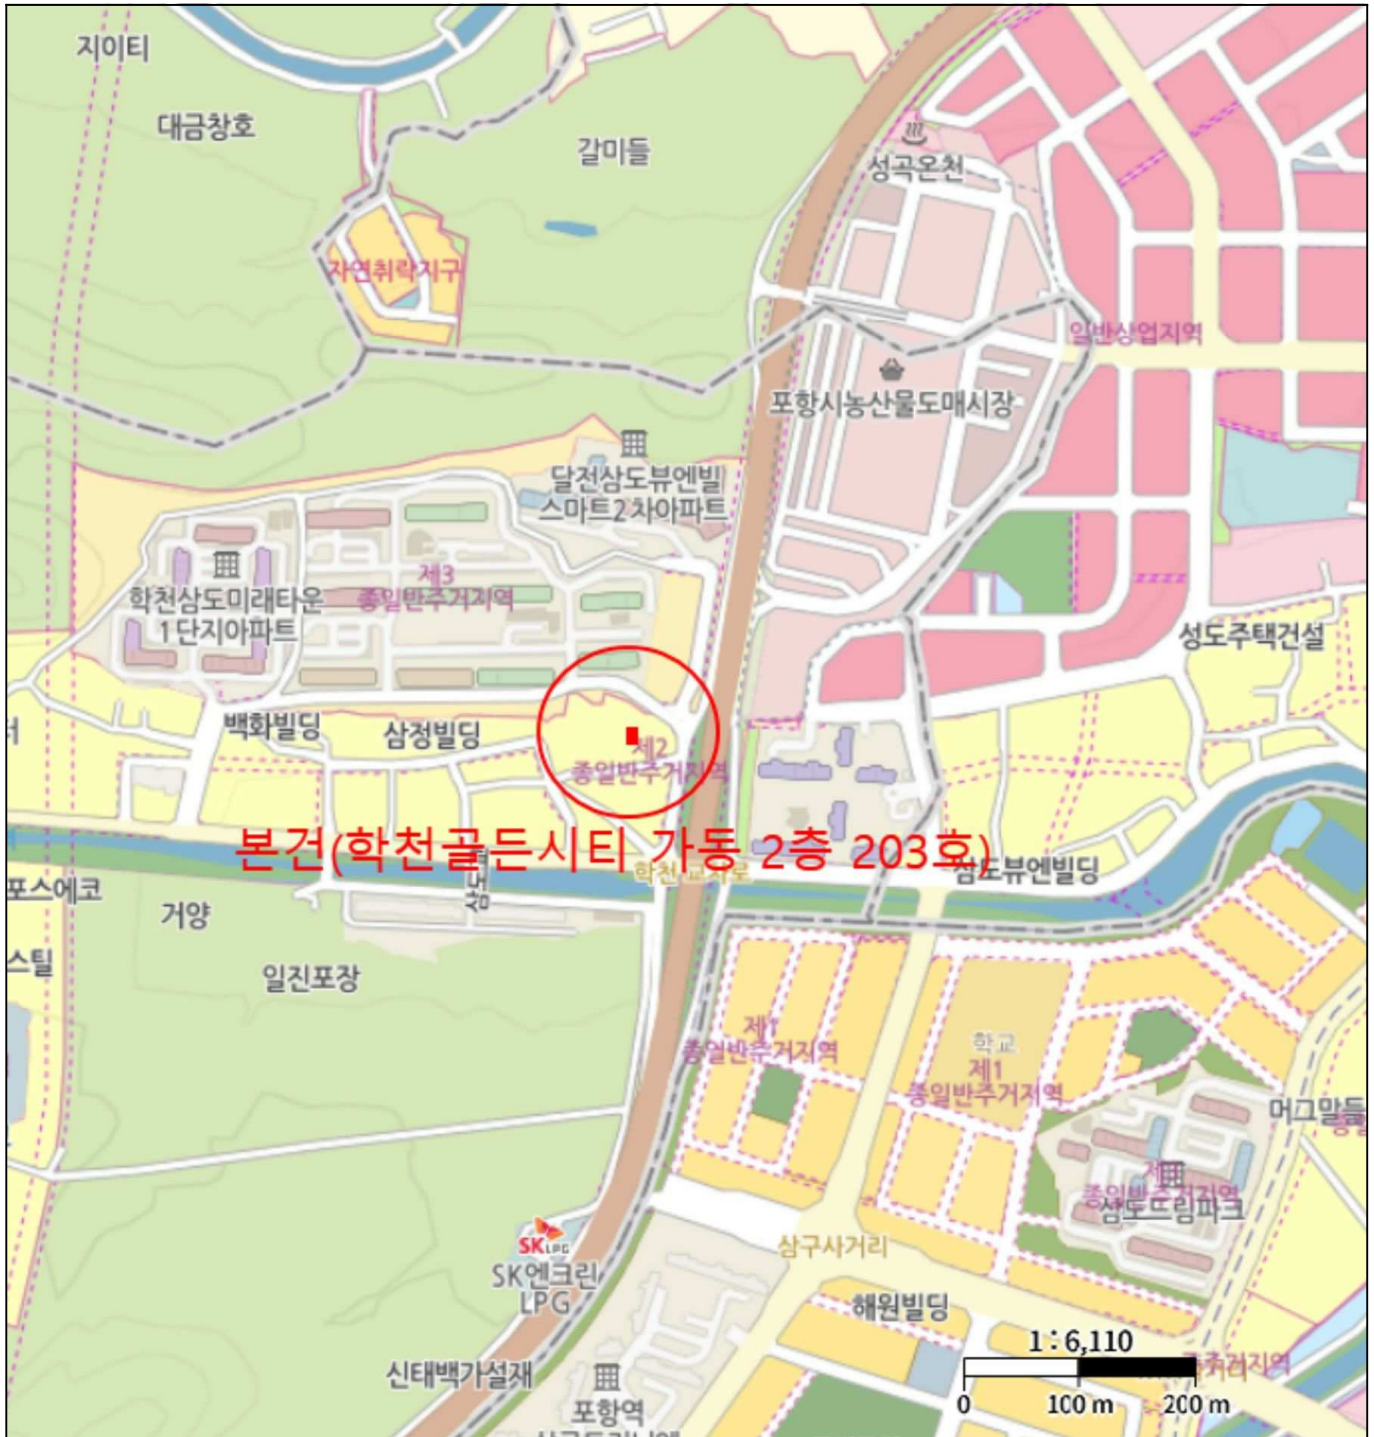 지이티
대금창호
갈미들
성곡온천
자연취락지구
일반상업지역
포항시농산물도매시장
달전삼도뷰엔빌
스마트2차아파트
제3
종일반주거지역
학천삼도미래타운
1단지아파트
성도주택건설
백화빌딩
삼정빌딩
제2
종일반주거지역
본건(학천골든시티 가동 2층 203호)
삼도뷰엔빌딩
포스에코
거양
스틸
일진포장
제1
종일반주거지역
학교
제1
종일반주거지역
머그말들
종일반주거지역
삼도드림파크
삼구사거리
SK LPG
SK엔크린
LPG
해원빌딩
1:6,110
신태백가설재
포항역
0
100 m
200 m